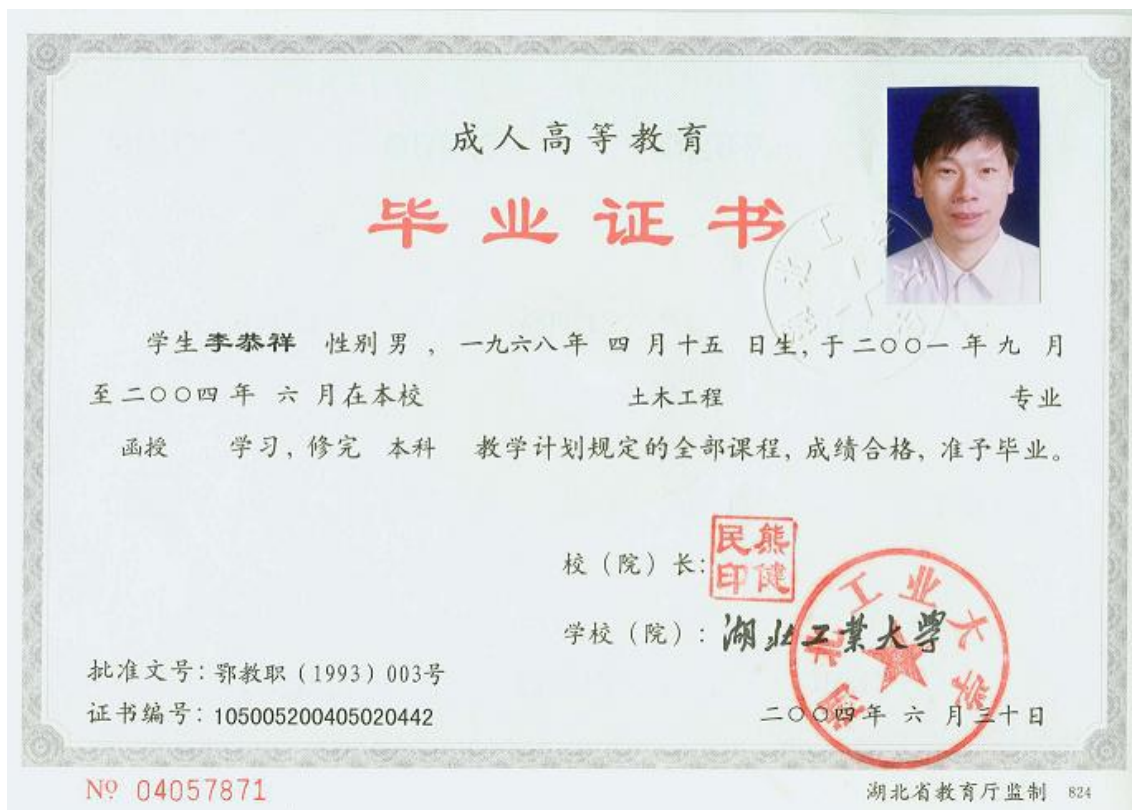 成人高等教育
毕业证书
学生李恭祥 性别男，一九六八年 四 月十五 日生，于二〇〇一 年九 月
至二〇〇四年 六 月在本校 土木工程 专业
函授 学习，修完 本科 教学计划规定的全部课程，成绩合格，准予毕业。
校（院）长：
熊健民印
学校（院）：湖北工業大學
湖北工业大学
批准文号：鄂教职（1993）003号
证书编号：105005200405020442
二〇〇四年 六 月三十日
№ 04057871
湖北省教育厅监制 824